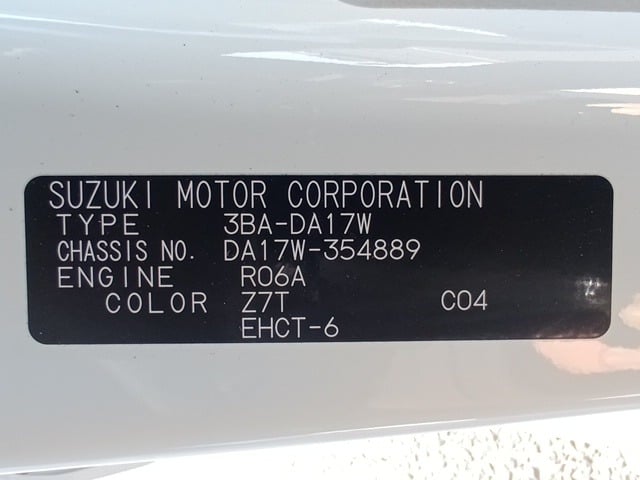 SUZUKI MOTOR CORPORATION
TYPE 3BA-DA17W
CHASSIS NO. DA17W-354889
ENGINE R06A
COLOR Z7T C04
EHCT-6